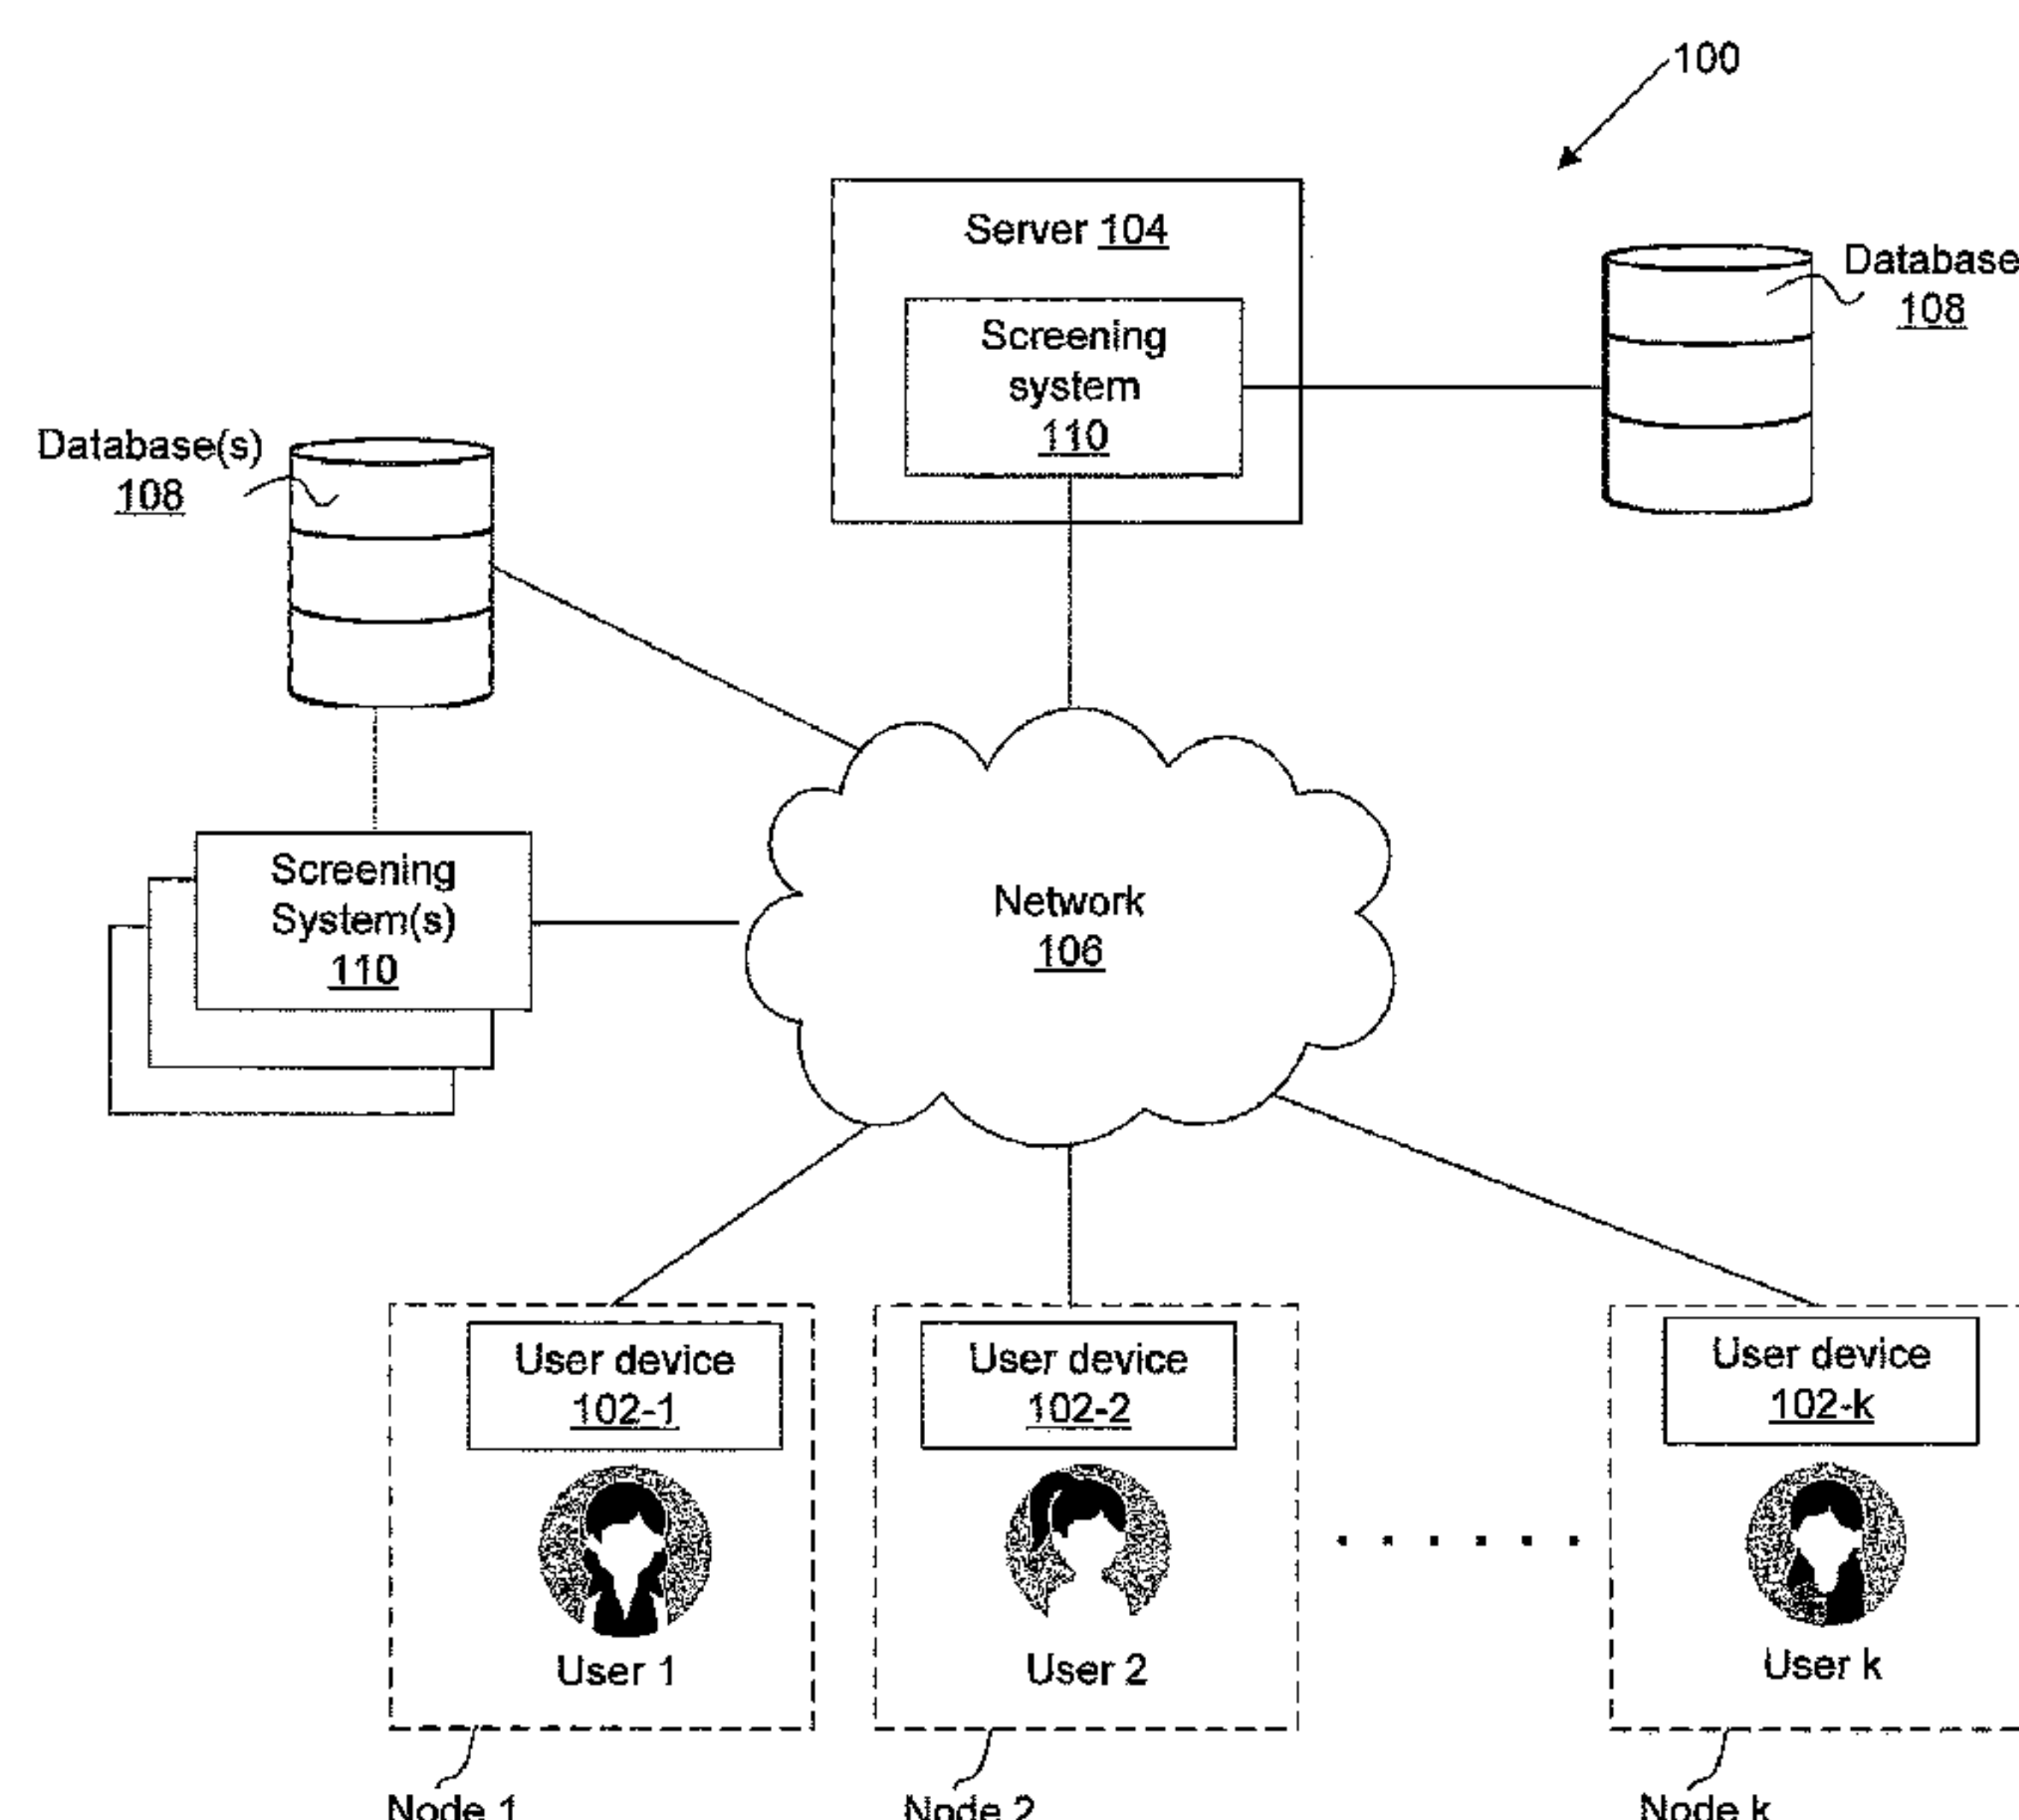 100
Server 104
Database
108
Screening
system
110
Database(s)
108
Screening
System(s)
110
Network
106
User device
102-1
User device
102-2
User device
102-k
User 1
User 2
User k
Node 1
Node 2
Node k